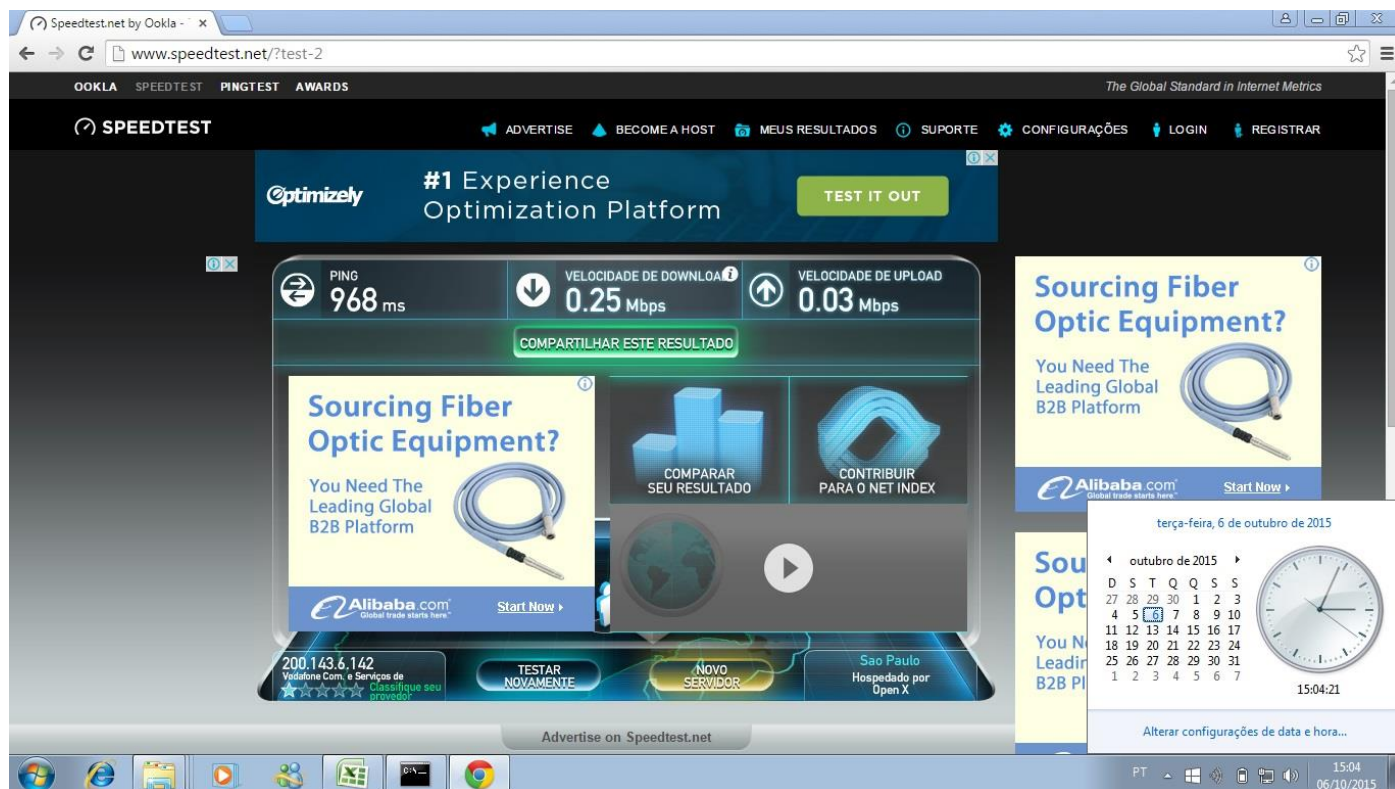 Speedtest.net by Ookla -
www.speedtest.net/?test-2
OOKLA SPEEDTEST PINGTEST AWARDS
The Global Standard in Internet Metrics
SPEEDTEST
ADVERTISE
BECOME A HOST
MEUS RESULTADOS
SUPORTE
CONFIGURAÇÕES
LOGIN
REGISTRAR
Optimizely
#1 Experience
Optimization Platform
TEST IT OUT
PING
968 ms
VELOCIDADE DE DOWNLOA
0.25 Mbps
VELOCIDADE DE UPLOAD
0.03 Mbps
COMPARTILHAR ESTE RESULTADO
Sourcing Fiber
Optic Equipment?
You Need The
Leading Global
B2B Platform
Alibaba.com
Global trade starts here.™
Start Now
COMPARAR
SEU RESULTADO
CONTRIBUIR
PARA O NET INDEX
200.143.6.142
Vodafone Com. e Serviços de
Classifique seu
provedor
TESTAR
NOVAMENTE
NOVO
SERVIDOR
Sao Paulo
Hospedado por
Open X
Advertise on Speedtest.net
Sourcing Fiber
Optic Equipment?
You Need The
Leading Global
B2B Platform
Alibaba.com
Global trade starts here.™
Start Now
Sou
Opt
You N
Leadin
B2B Pl
terça-feira, 6 de outubro de 2015
outubro de 2015
D S T Q Q S S
27 28 29 30 1 2 3
4 5 6 7 8 9 10
11 12 13 14 15 16 17
18 19 20 21 22 23 24
25 26 27 28 29 30 31
1 2 3 4 5 6 7
15:04:21
Alterar configurações de data e hora...
PT
15:04
06/10/2015